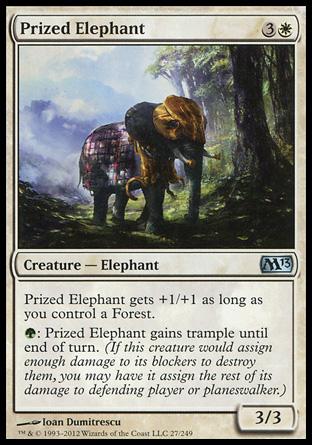 Prized Elephant 3
Creature — Elephant M13
Prized Elephant gets +1/+1 as long as
you control a Forest.
: Prized Elephant gains trample until
end of turn. (If this creature would assign
enough damage to its blockers to destroy
them, you may have it assign the rest of its
damage to defending player or planeswalker.)
Ioan Dumitrescu
™ & © 1993–2012 Wizards of the Coast LLC 27/249
3/3